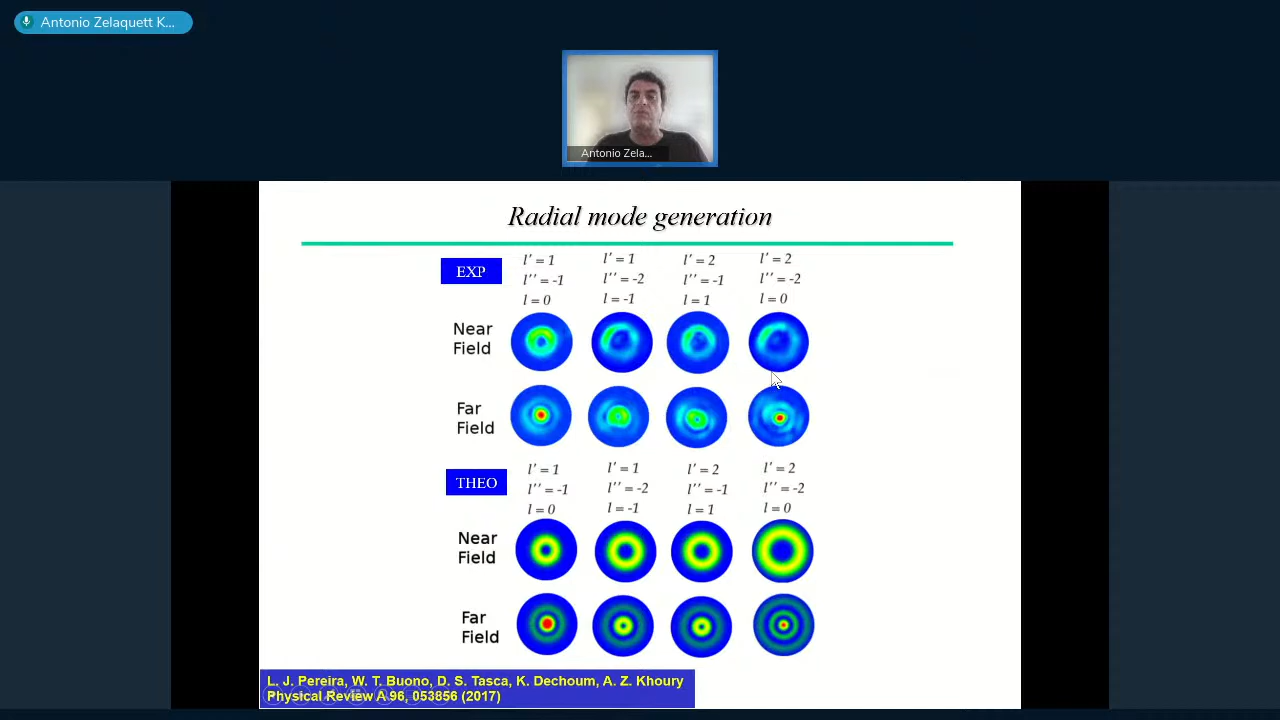 Antonio Zelaquett K...
Antonio Zela...
Radial mode generation
EXP
l′ = 1 l′ = 1 l′ = 2 l′ = 2
l′′ = -1 l′′ = -2 l′′ = -1 l′′ = -2
l = 0 l = -1 l = 1 l = 0
Near
Field
Far
Field
THEO
l′ = 1 l′ = 1 l′ = 2 l′ = 2
l′′ = -1 l′′ = -2 l′′ = -1 l′′ = -2
l = 0 l = -1 l = 1 l = 0
Near
Field
Far
Field
L. J. Pereira, W. T. Buono, D. S. Tasca, K. Dechoum, A. Z. Khoury
Physical Review A 96, 053856 (2017)